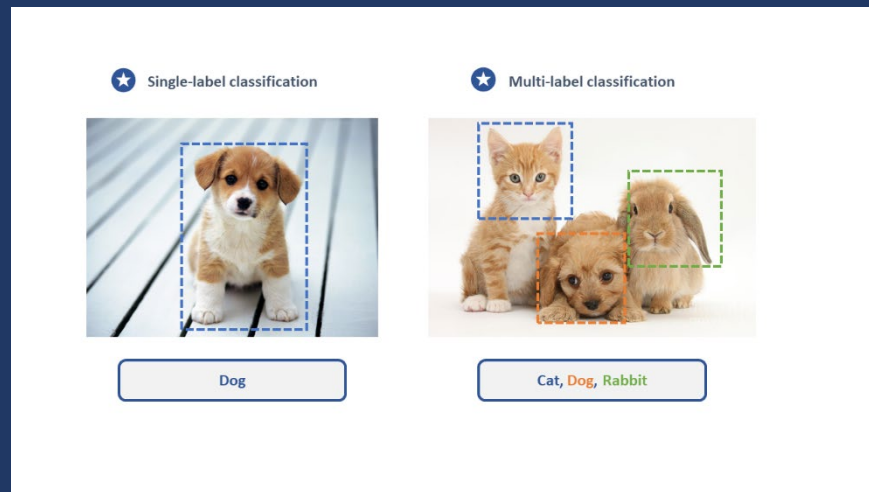 Single-label classification
Multi-label classification
Dog
Cat, Dog, Rabbit